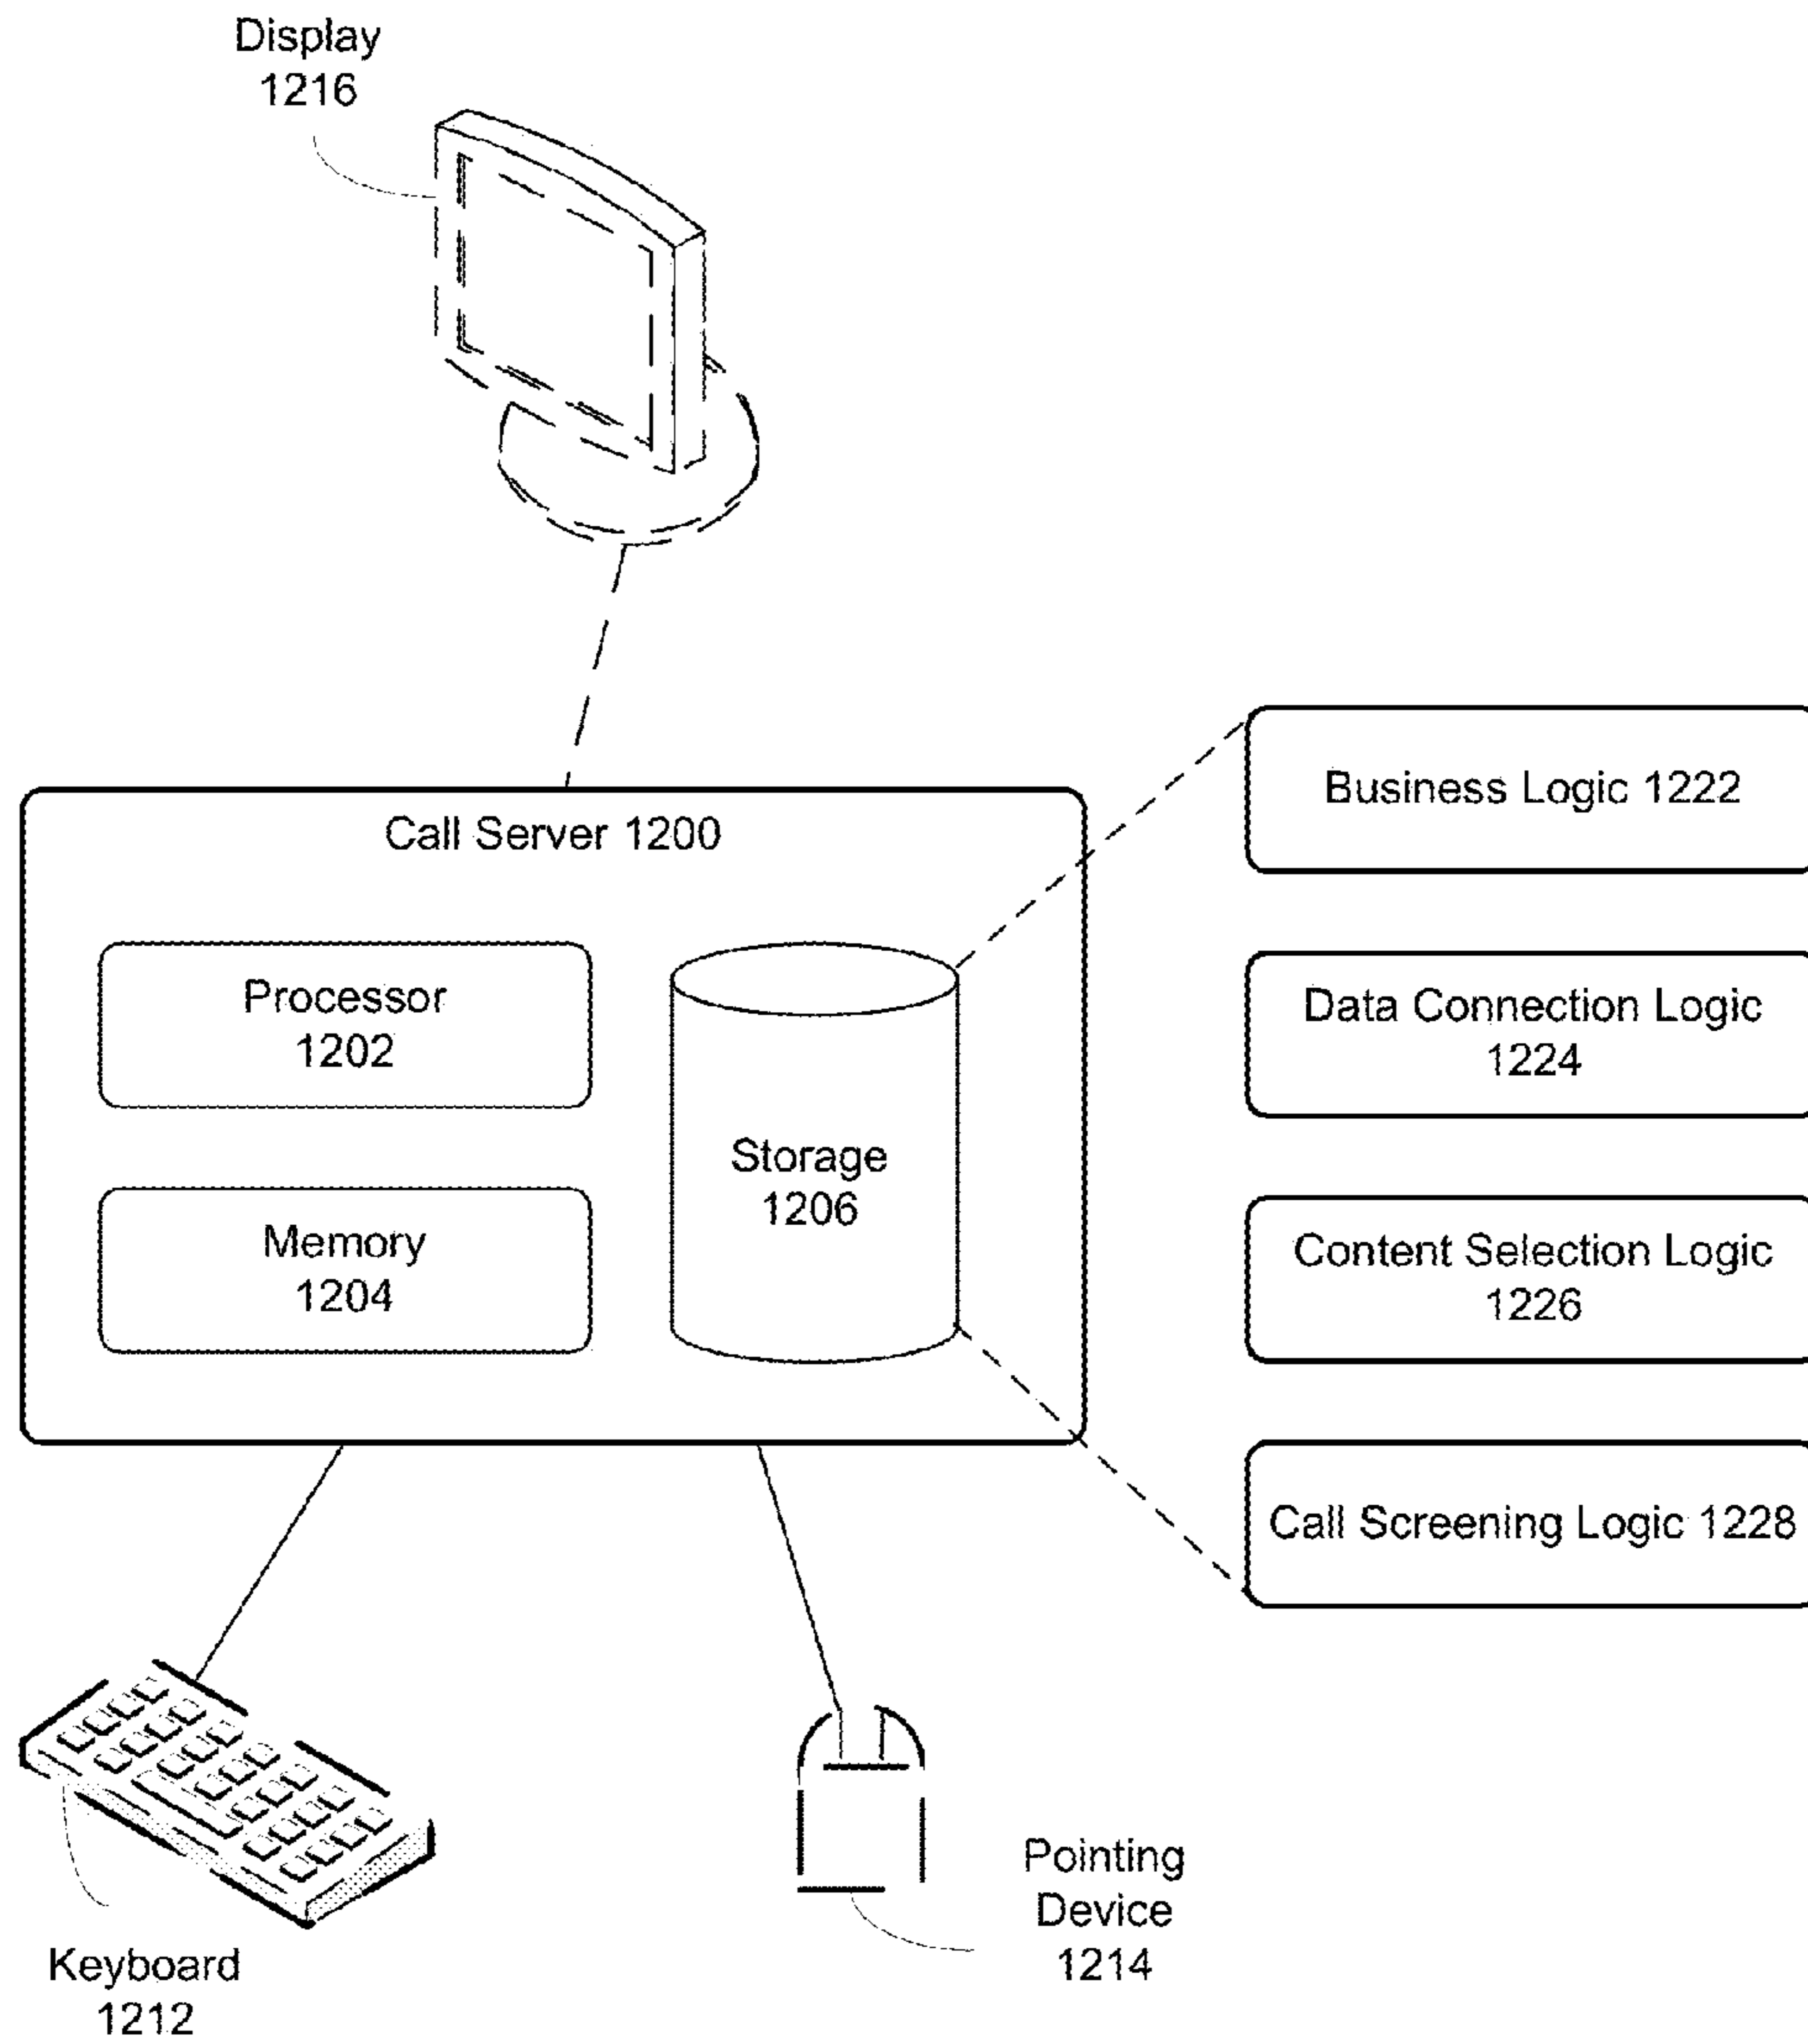 Display
1216
Call Server 1200
Processor
1202
Memory
1204
Storage
1206
Business Logic 1222
Data Connection Logic
1224
Content Selection Logic
1226
Call Screening Logic 1228
Keyboard
1212
Pointing
Device
1214